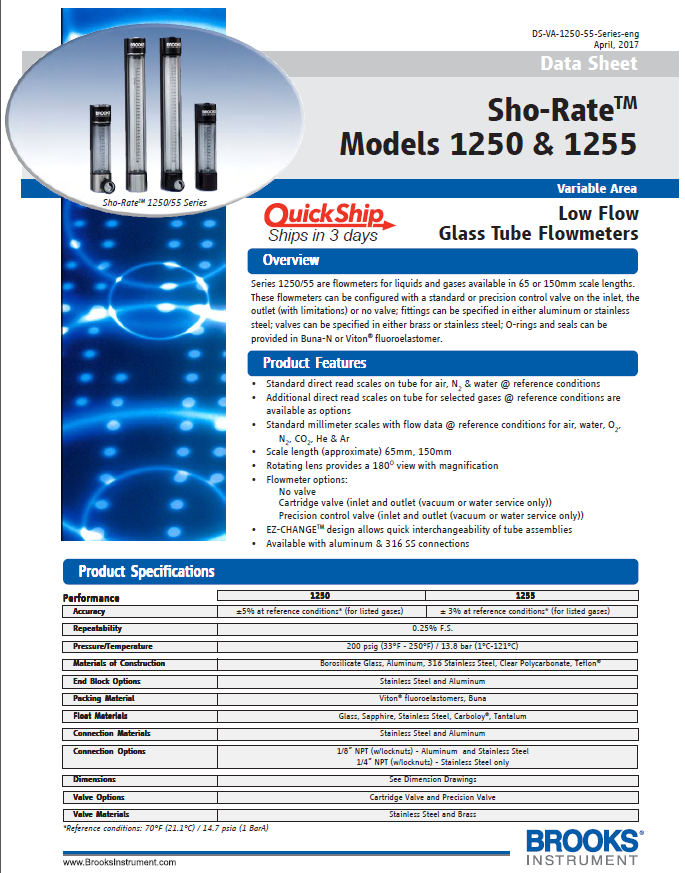 DS-VA-1250-55-Series-eng
April, 2017
Data Sheet
Sho-Rate™
Models 1250 & 1255
Variable Area
BROOKS
BROOKS
BROOKS
BROOKS
Sho-Rate™ 1250/55 Series
QuickShip
Ships in 3 days
Low Flow
Glass Tube Flowmeters
Overview
Series 1250/55 are flowmeters for liquids and gases available in 65 or 150mm scale lengths.
These flowmeters can be configured with a standard or precision control valve on the inlet, the
outlet (with limitations) or no valve; fittings can be specified in either aluminum or stainless
steel; valves can be specified in either brass or stainless steel; O-rings and seals can be
provided in Buna-N or Viton® fluoroelastomer.
Product Features
• Standard direct read scales on tube for air, N₂ & water @ reference conditions
• Additional direct read scales on tube for selected gases @ reference conditions are
available as options
• Standard millimeter scales with flow data @ reference conditions for air, water, O₂,
N₂, CO₂, He & Ar
• Scale length (approximate) 65mm, 150mm
• Rotating lens provides a 180° view with magnification
• Flowmeter options:
No valve
Cartridge valve (inlet and outlet (vacuum or water service only))
Precision control valve (inlet and outlet (vacuum or water service only))
• EZ-CHANGE™ design allows quick interchangeability of tube assemblies
• Available with aluminum & 316 SS connections
Product Specifications
Performance 1250 1255
Accuracy ±5% at reference conditions* (for listed gases) ± 3% at reference conditions* (for listed gases)
Repeatability 0.25% F.S.
Pressure/Temperature 200 psig (33°F - 250°F) / 13.8 bar (1°C-121°C)
Materials of Construction Borosilicate Glass, Aluminum, 316 Stainless Steel, Clear Polycarbonate, Teflon®
End Block Options Stainless Steel and Aluminum
Packing Material Viton® fluoroelastomers, Buna
Float Materials Glass, Sapphire, Stainless Steel, Carboloy®, Tantalum
Connection Materials Stainless Steel and Aluminum
Connection Options 1/8″ NPT (w/locknuts) - Aluminum and Stainless Steel
1/4″ NPT (w/locknuts) - Stainless Steel only
Dimensions See Dimension Drawings
Valve Options Cartridge Valve and Precision Valve
Valve Materials Stainless Steel and Brass
*Reference conditions: 70°F (21.1°C) / 14.7 psia (1 BarA)
www.BrooksInstrument.com
BROOKS®
INSTRUMENT